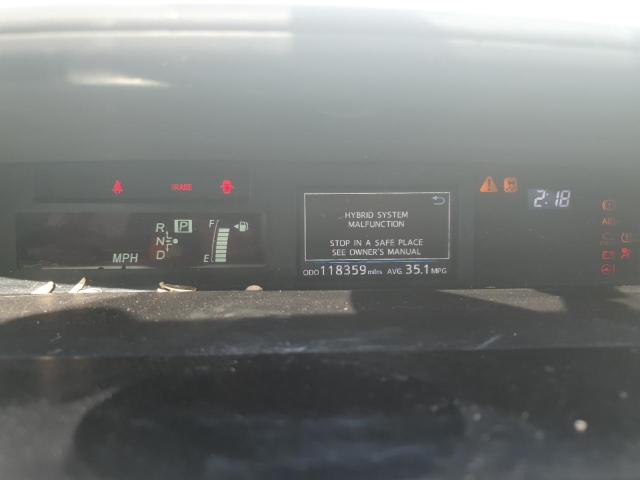 BRAKE
2:18
R
P
N
D
MPH
F
E
HYBRID SYSTEM
MALFUNCTION
STOP IN A SAFE PLACE
SEE OWNER'S MANUAL
ODO 118359 miles AVG 35.1 MPG